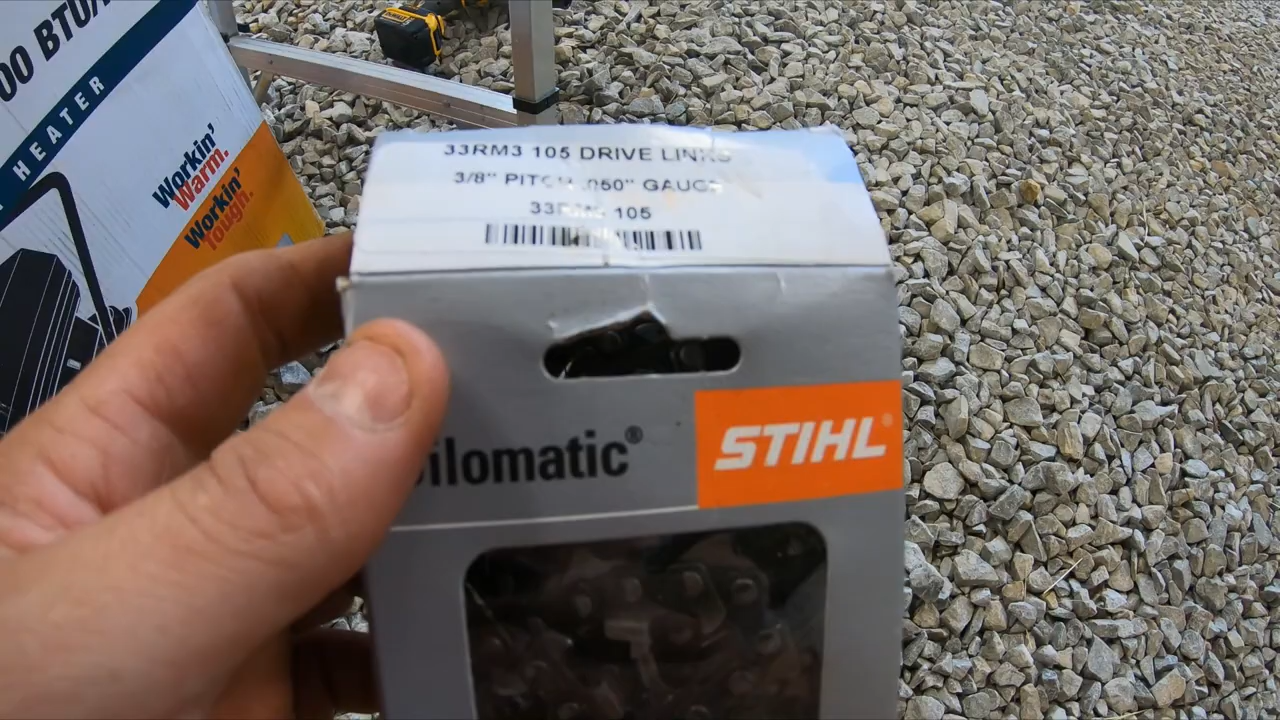 00 BTU/
HEATER
Workin'
Warm.
Workin'
Tough.
33RM3 105 DRIVE LINKS
3/8" PITCH .050" GAUGE
33RM3 105
ilomatic®
STIHL®